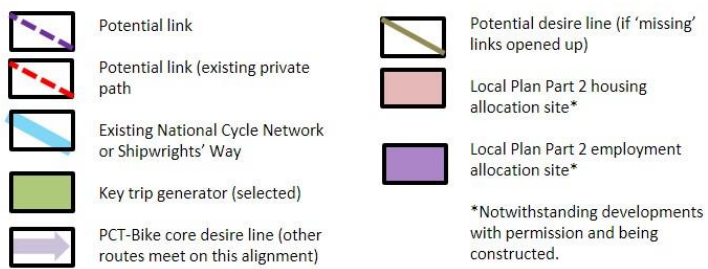 Potential link
Potential link (existing private
path
Existing National Cycle Network
or Shipwrights' Way
Key trip generator (selected)
PCT-Bike core desire line (other
routes meet on this alignment)
Potential desire line (if ‘missing’
links opened up)
Local Plan Part 2 housing
allocation site*
Local Plan Part 2 employment
allocation site*
*Notwithstanding developments
with permission and being
constructed.